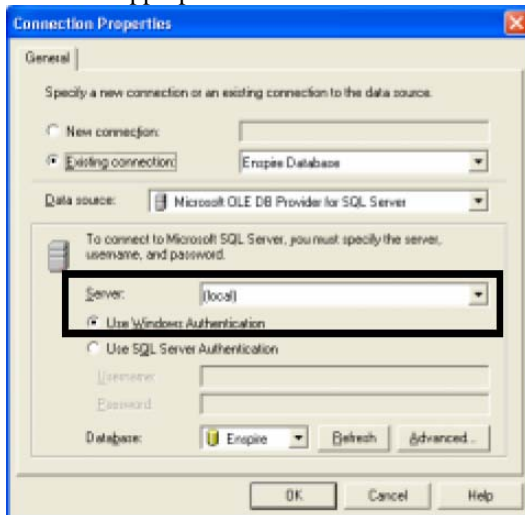 Connection Properties
General
Specify a new connection or an existing connection to the data source.
New connection:
Existing connection: Enspire Database
Data source: Microsoft OLE DB Provider for SQL Server
To connect to Microsoft SQL Server, you must specify the server,
username, and password.
Server: (local)
Use Windows Authentication
Use SQL Server Authentication
Username:
Password:
Database: Enspire Refresh Advanced...
OK Cancel Help